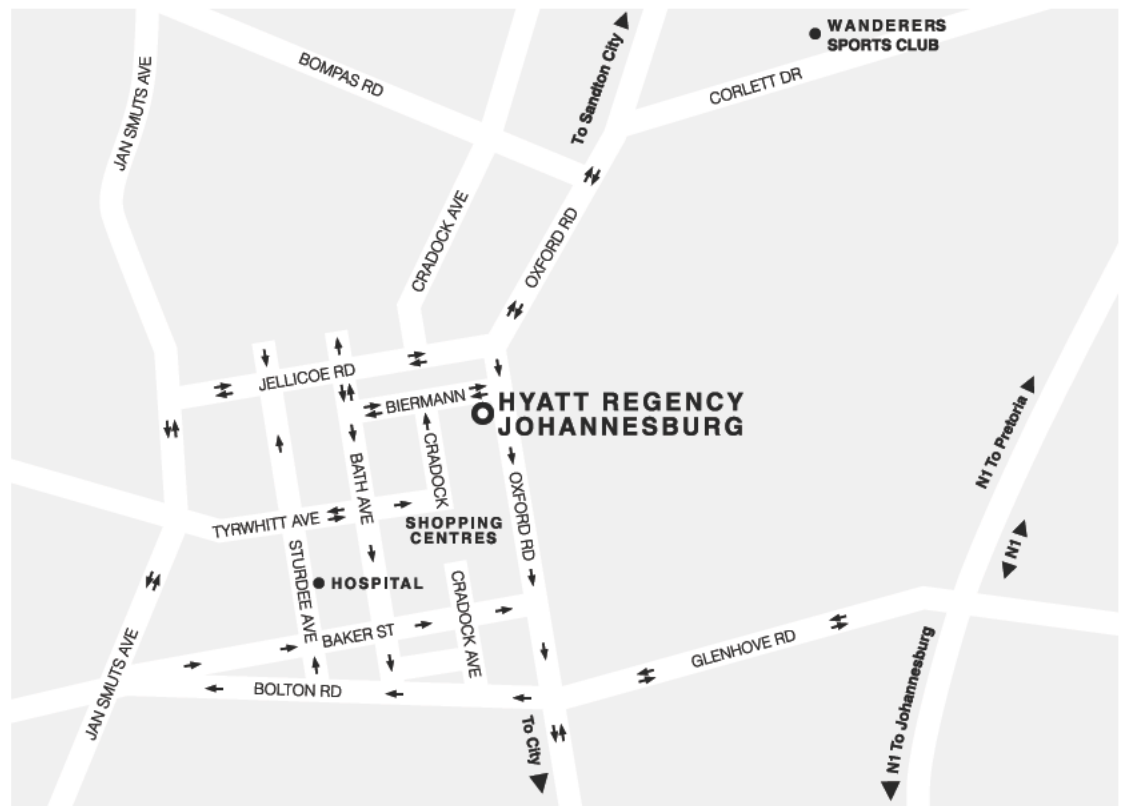 WANDERERS
SPORTS CLUB
BOMPAS RD
To Sandton City
CORLETT DR
JAN SMUTS AVE
CRADOCK AVE
OXFORD RD
JELLICOE RD
BIERMANN
HYATT REGENCY
JOHANNESBURG
N1 To Pretoria
CRADOCK
BATH AVE
OXFORD RD
TYRWHITT AVE
SHOPPING
CENTRES
N1
STURDEE AVE
HOSPITAL
CRADOCK AVE
BAKER ST
GLENHOVE RD
JAN SMUTS AVE
BOLTON RD
N1 To Johannesburg
To City